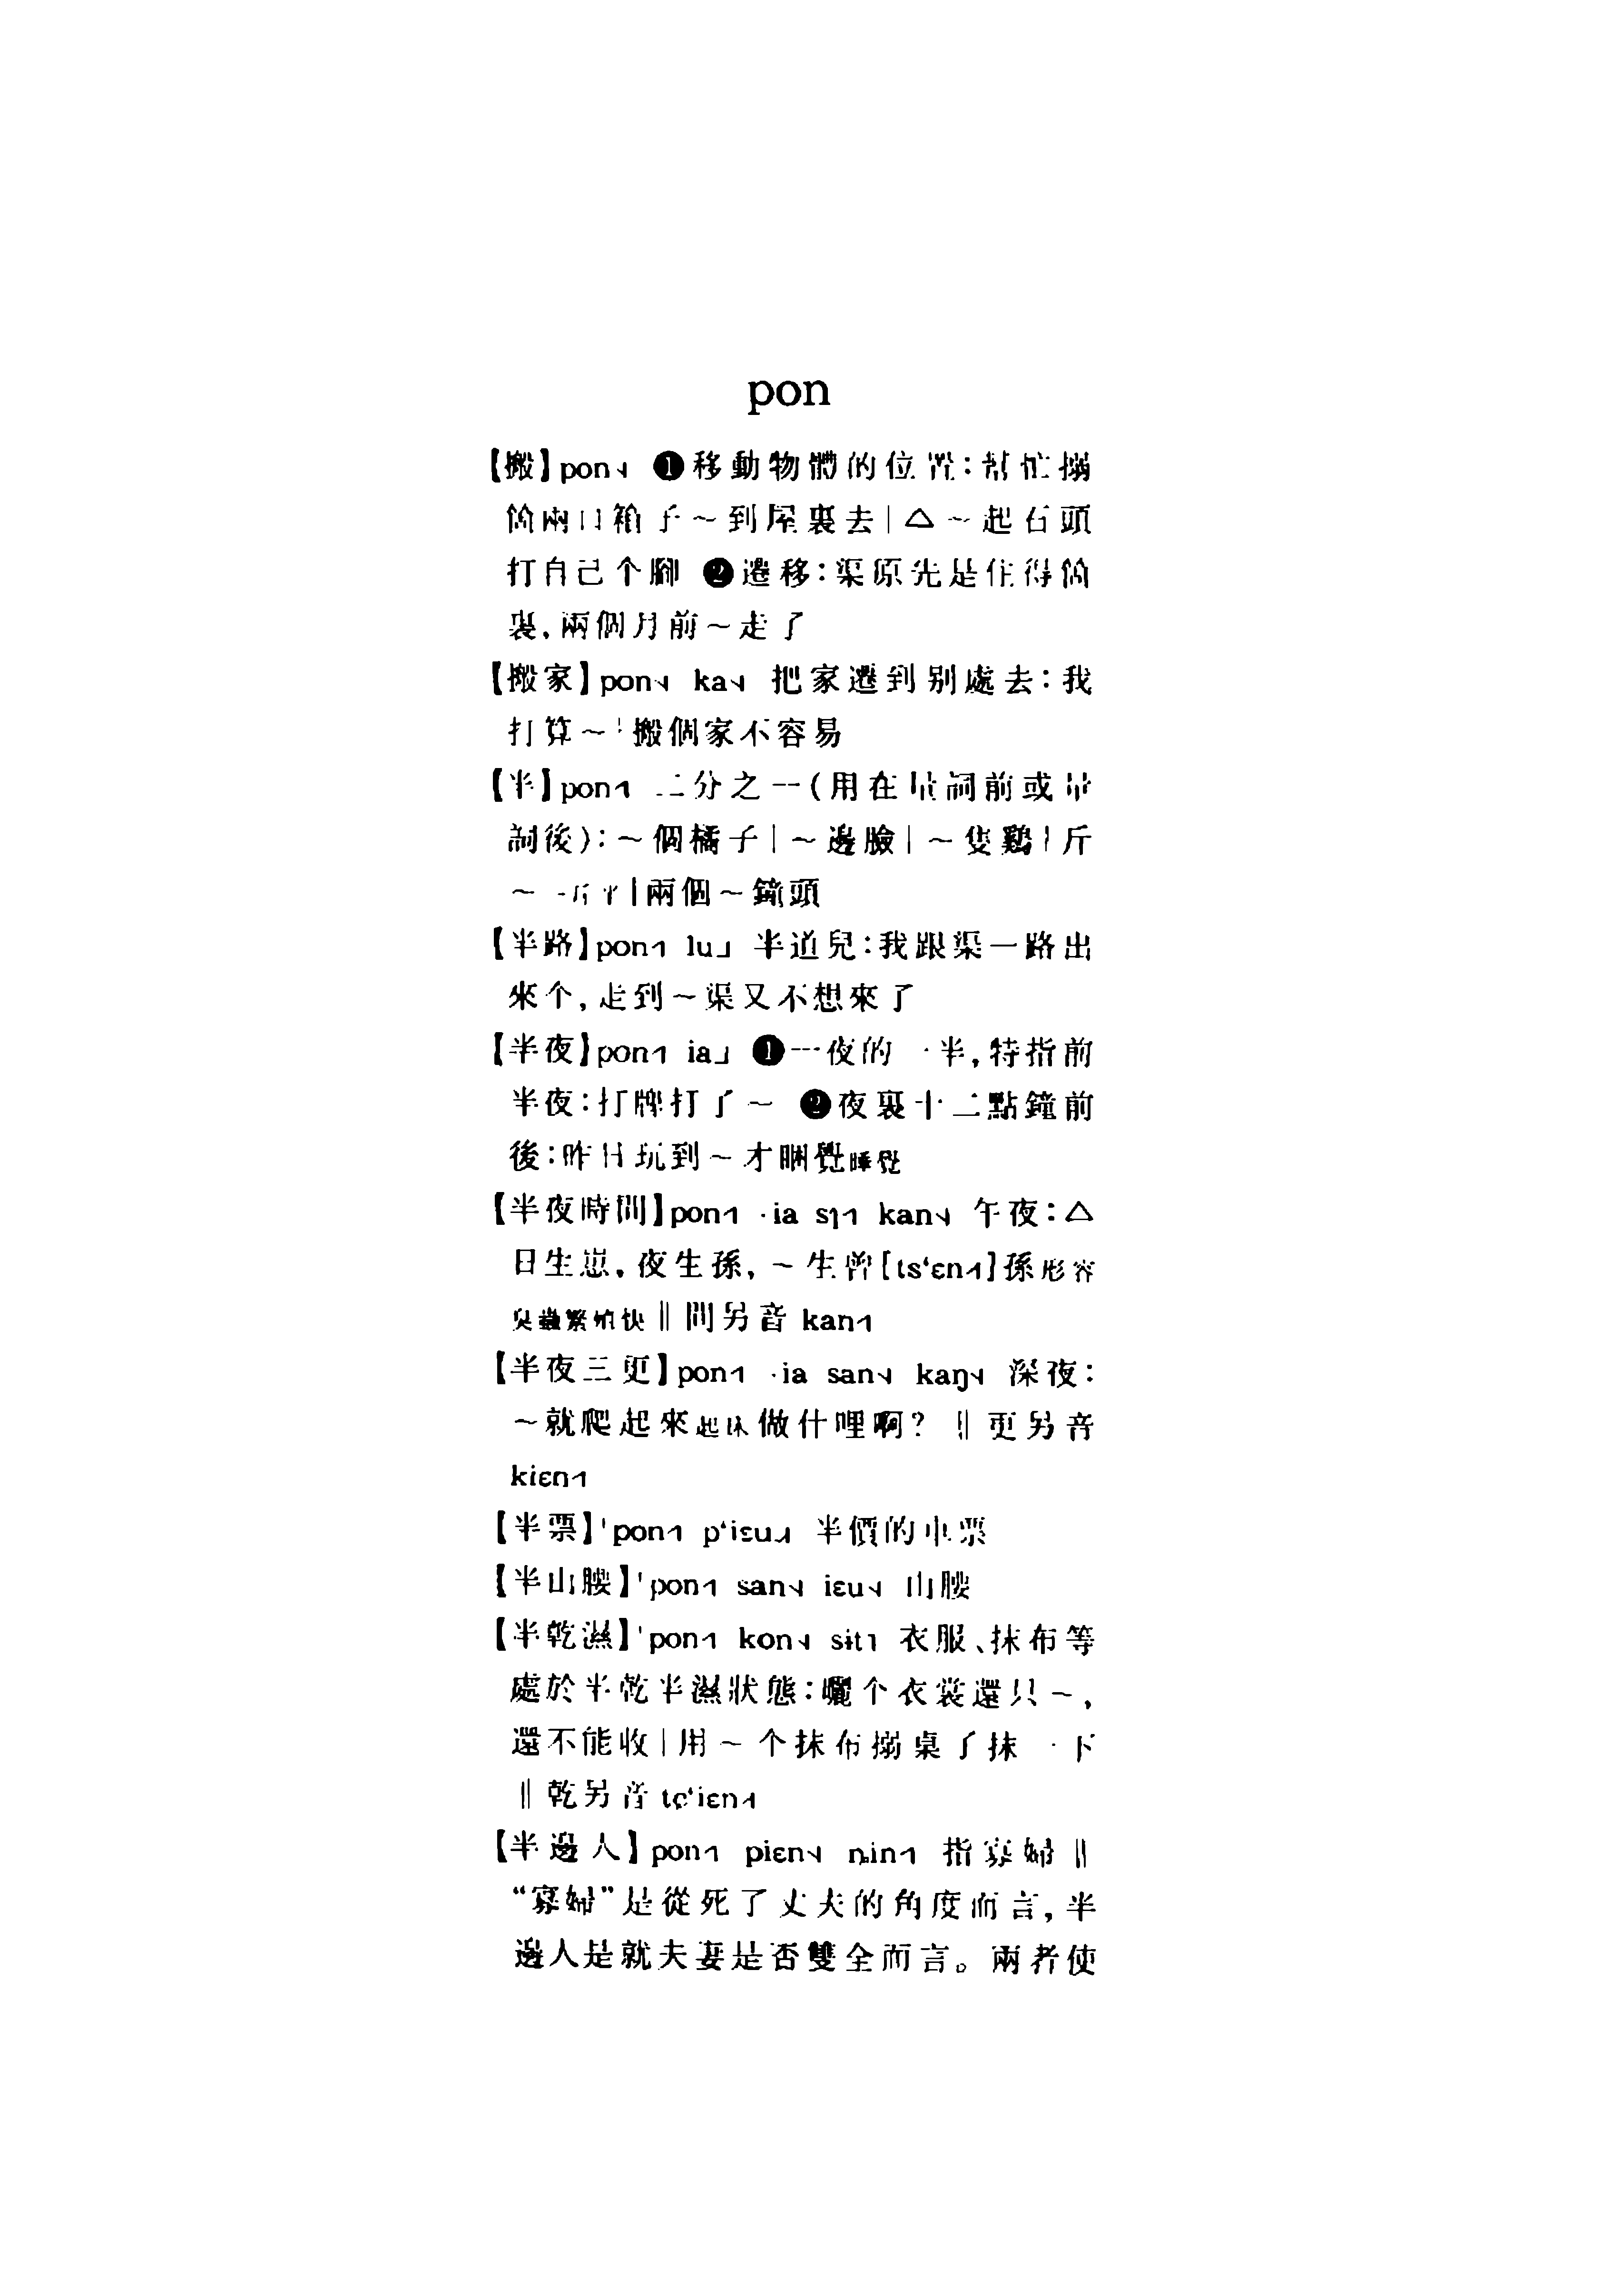 pon
【搬】pon˧ ❶移動物體的位置：幫忙搦
箇兩口箱子～到屋裏去|△～起石頭
打自己个腳 ❷遷移：渠原先是住得箇
裏，兩個月前～走了
【搬家】pon˧ ka˧ 把家遷到别處去：我
打算～|搬個家不容易
【半】pon˦ 二分之一（用在量詞前或量
詞後）：～個橘子|～邊臉|～隻鷄|斤
～ 一斤半|兩個～鐘頭
【半路】pon˦ lu˩ 半道兒：我跟渠一路出
來个，走到～渠又不想來了
【半夜】pon˦ ia˩ ❶一夜的一半，特指前
半夜：打牌打了～ ❷夜裏十二點鐘前
後：昨日玩到～才睏覺睡覺
【半夜時間】pon˦ ·ia sɿ˦ kan˧ 午夜：△
日生崽，夜生孫，～生曾[ts‘ɛn˧]孫形容
臭蟲繁殖快‖間另音 kan˦
【半夜三更】pon˦ ·ia san˧ kaŋ˧ 深夜：
～就爬起來起床做什哩啊？‖更另音
kiɛn˦
【半票】'pon˦ p‘iɛu˨ 半價的車票
【半山腰】'pon˦ san˧ iɛu˧ 山腰
【半乾濕】'pon˦ kon˧ sɨt˥ 衣服、抹布等
處於半乾半濕狀態：曬个衣裳還只～，
還不能收|用～个抹布搦桌子抹一下
‖乾另音 tɕ‘iɛn˧
【半邊人】pon˦ piɛn˧ ȵin˦ 指寡婦‖
“寡婦”是從死了丈夫的角度而言，半
邊人是就夫妻是否雙全而言。兩者使